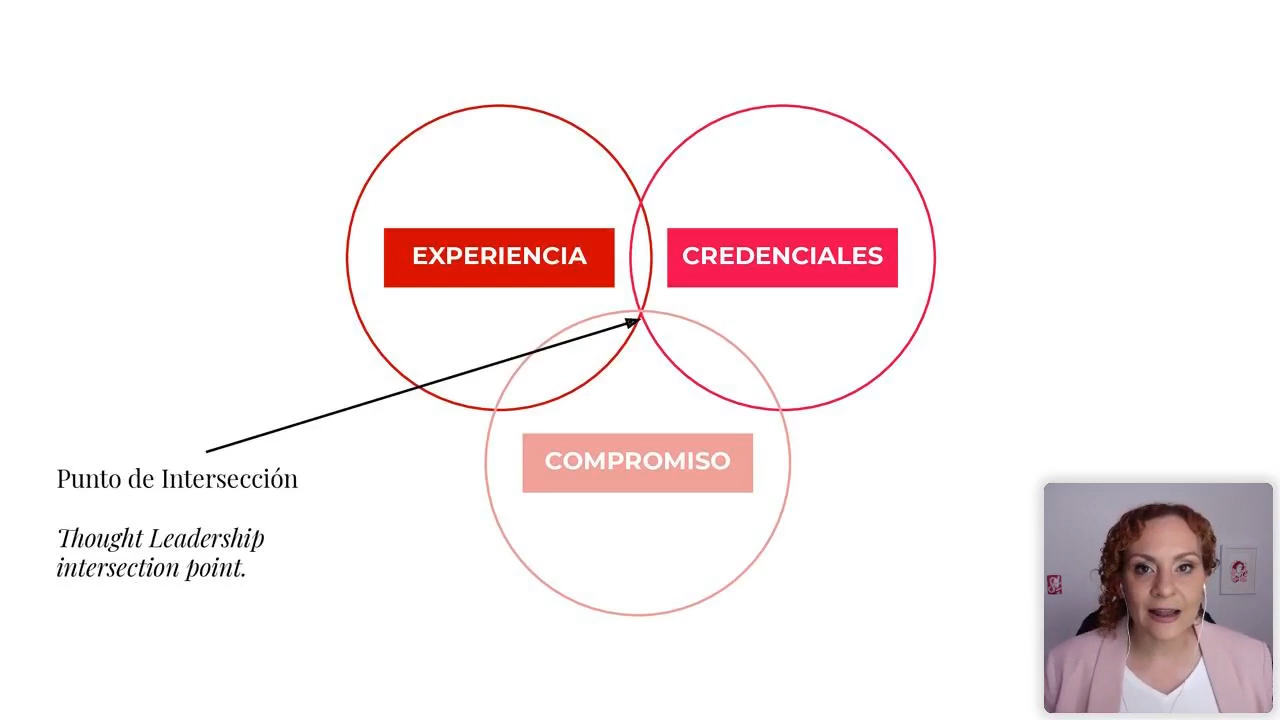 EXPERIENCIA
CREDENCIALES
COMPROMISO
Punto de Intersección
Thought Leadership
intersection point.